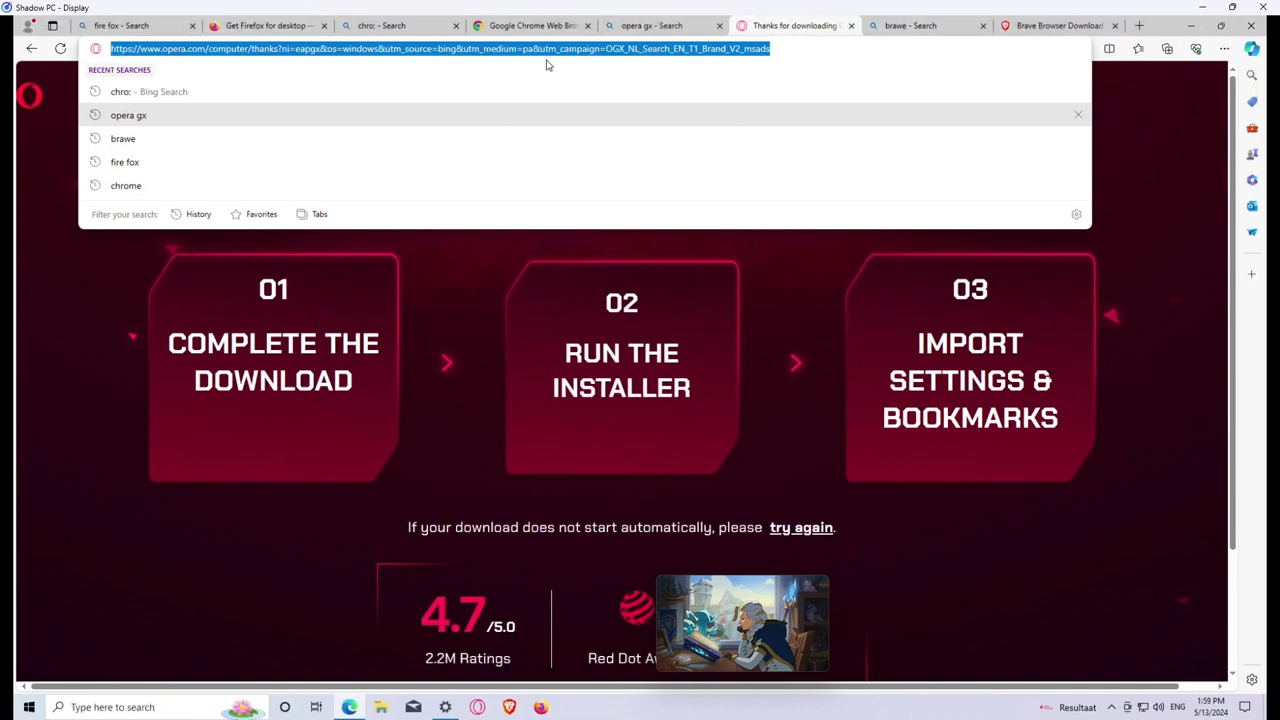 Shadow PC - Display
fire fox - Search
Get Firefox for desktop —
chro; - Search
Google Chrome Web Bro
opera gx - Search
Thanks for downloading O
brawe - Search
Brave Browser Download
https://www.opera.com/computer/thanks?ni=eapgx&os=windows&utm_source=bing&utm_medium=pa&utm_campaign=OGX_NL_Search_EN_T1_Brand_V2_msads
RECENT SEARCHES
chro; - Bing Search
opera gx
brawe
fire fox
chrome
Filter your search:
History
Favorites
Tabs
01
COMPLETE THE
DOWNLOAD
02
RUN THE
INSTALLER
03
IMPORT
SETTINGS &
BOOKMARKS
If your download does not start automatically, please try again.
4.7/5.0
2.2M Ratings
Red Dot Aw
Type here to search
Resultaat
ENG
1:59 PM
5/13/2024